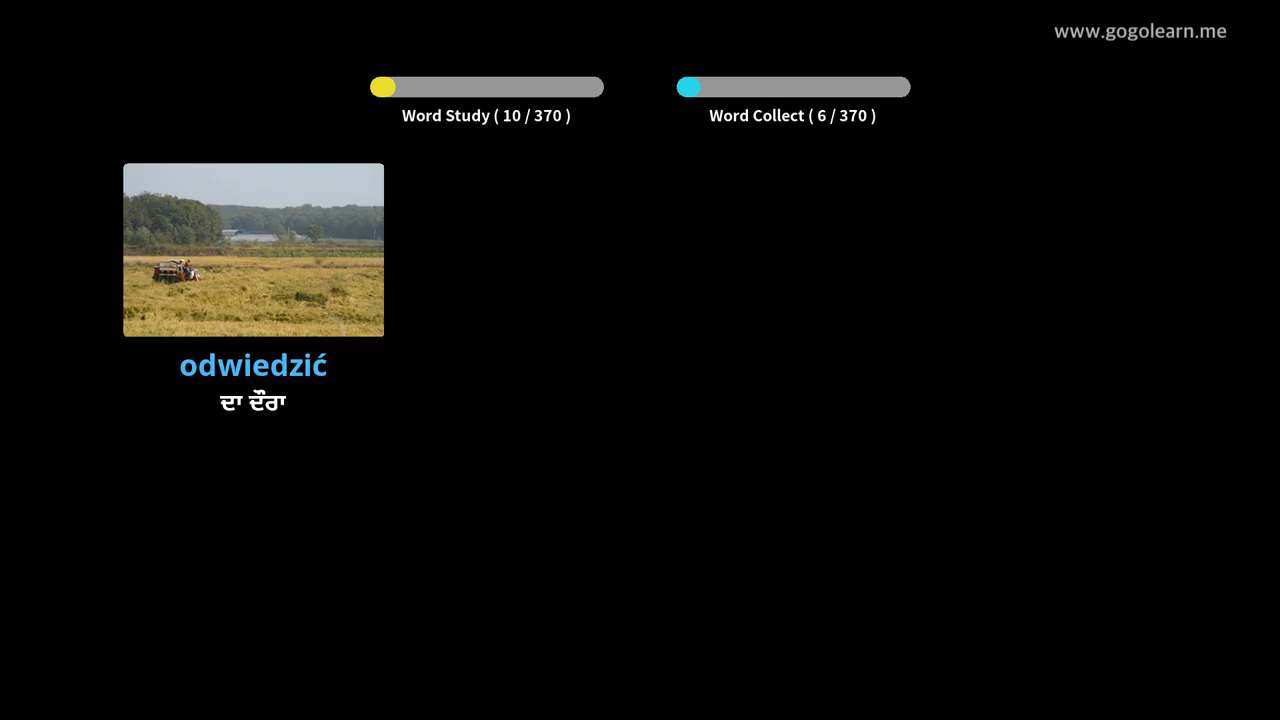 www.gogolearn.me
Word Study ( 10 / 370 )
Word Collect ( 6 / 370 )
odwiedzić
ਦਾ ਦੌਰਾ